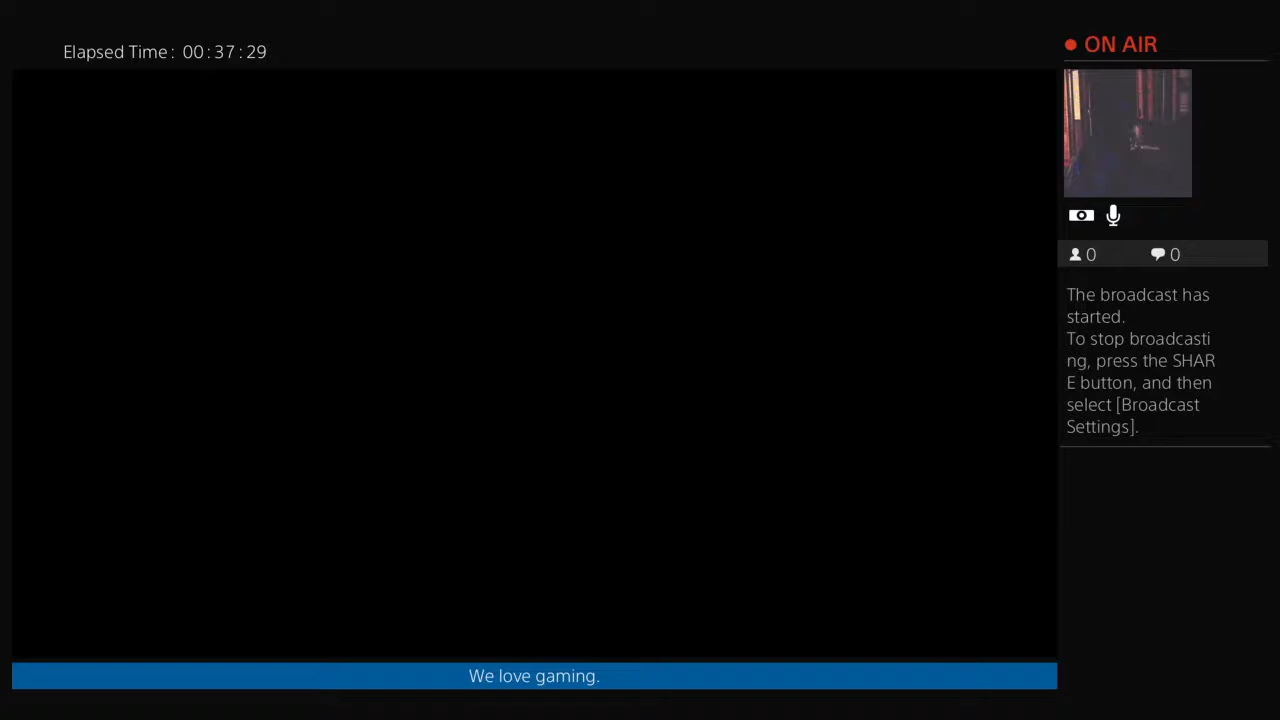 Elapsed Time: 00:37:29
ON AIR
0 0
The broadcast has
started.
To stop broadcasti
ng, press the SHAR
E button, and then
select [Broadcast
Settings].
We love gaming.